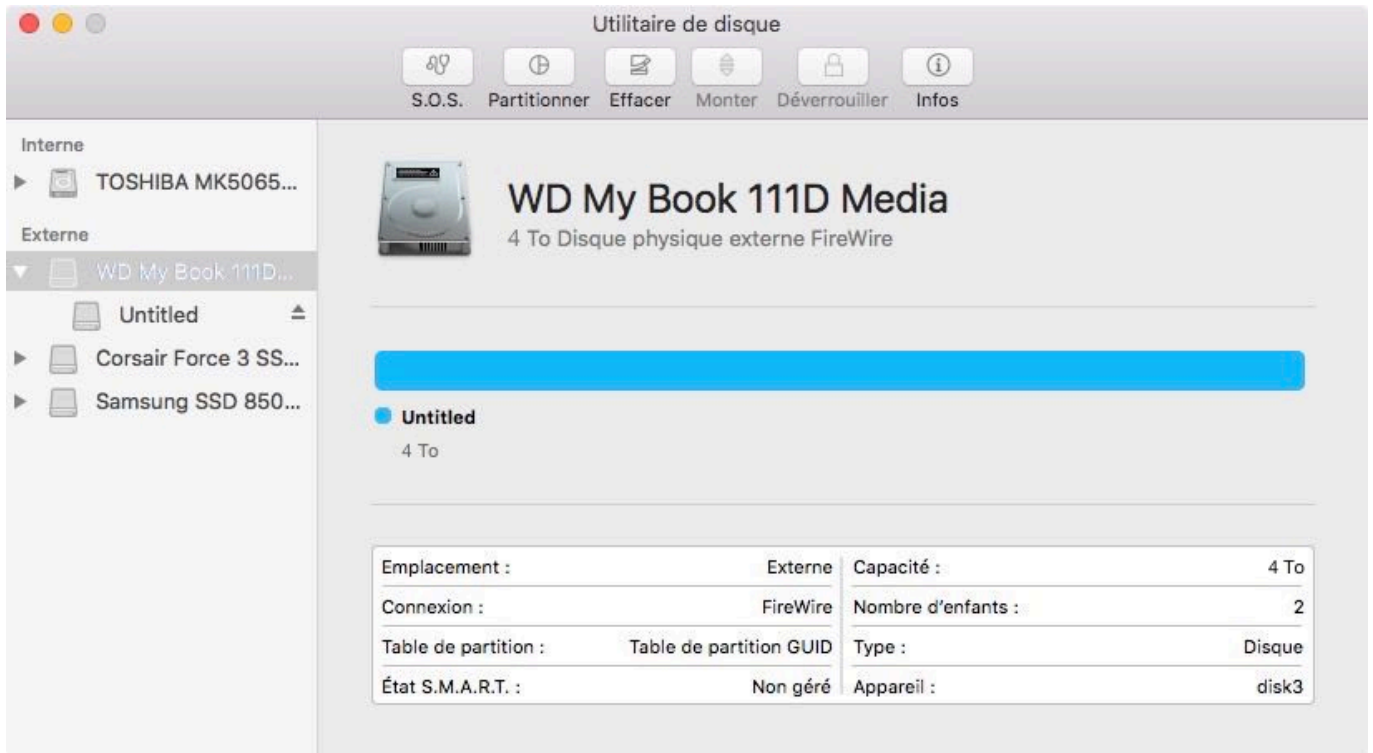 Utilitaire de disque
S.O.S. Partitionner Effacer Monter Déverrouiller Infos
Interne
TOSHIBA MK5065...
Externe
WD My Book 111D...
Untitled
Corsair Force 3 SS...
Samsung SSD 850...
WD My Book 111D Media
4 To Disque physique externe FireWire
Untitled
4 To
Emplacement : Externe Capacité : 4 To
Connexion : FireWire Nombre d'enfants : 2
Table de partition : Table de partition GUID Type : Disque
État S.M.A.R.T. : Non géré Appareil : disk3